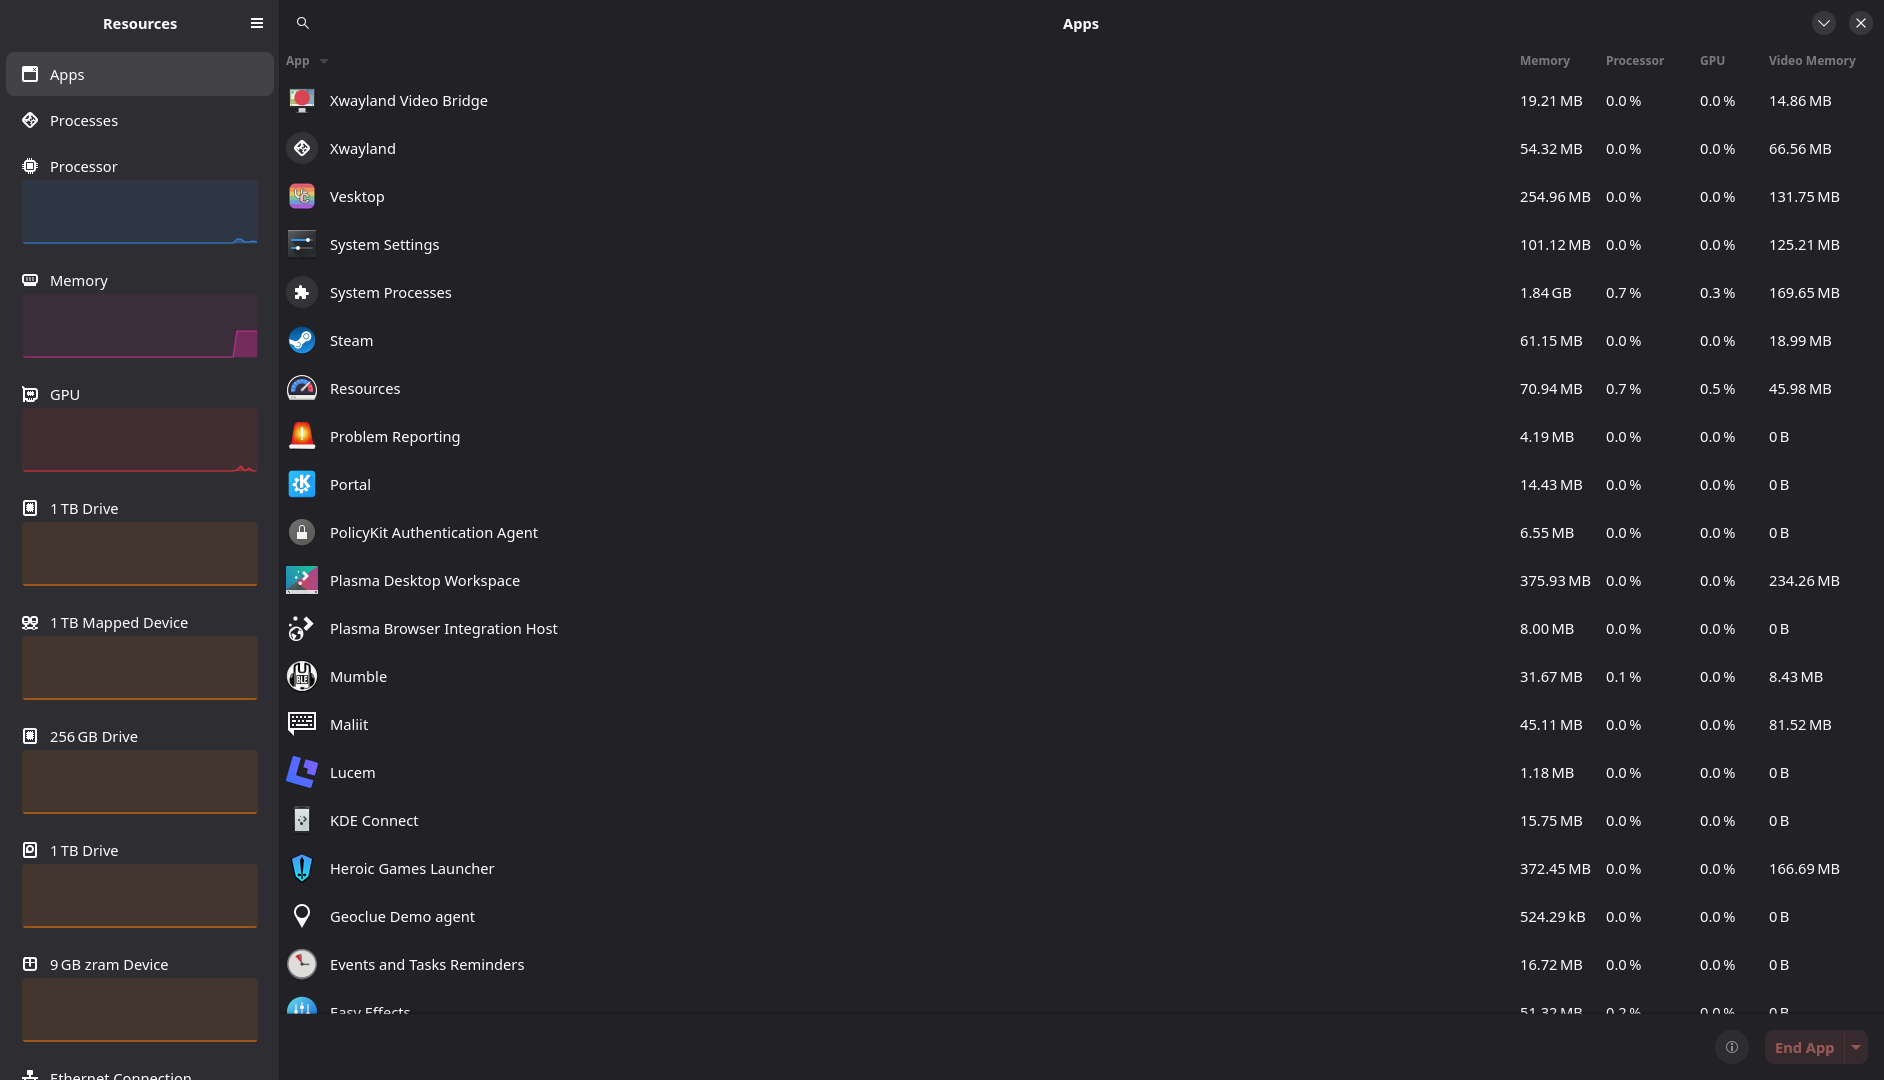 Resources
Apps
Apps
Processes
Processor
Memory
GPU
1 TB Drive
1 TB Mapped Device
256 GB Drive
1 TB Drive
9 GB zram Device
Ethernet Connection
App Memory Processor GPU Video Memory
Xwayland Video Bridge 19.21 MB 0.0 % 0.0 % 14.86 MB
Xwayland 54.32 MB 0.0 % 0.0 % 66.56 MB
Vesktop 254.96 MB 0.0 % 0.0 % 131.75 MB
System Settings 101.12 MB 0.0 % 0.0 % 125.21 MB
System Processes 1.84 GB 0.7 % 0.3 % 169.65 MB
Steam 61.15 MB 0.0 % 0.0 % 18.99 MB
Resources 70.94 MB 0.7 % 0.5 % 45.98 MB
Problem Reporting 4.19 MB 0.0 % 0.0 % 0 B
Portal 14.43 MB 0.0 % 0.0 % 0 B
PolicyKit Authentication Agent 6.55 MB 0.0 % 0.0 % 0 B
Plasma Desktop Workspace 375.93 MB 0.0 % 0.0 % 234.26 MB
Plasma Browser Integration Host 8.00 MB 0.0 % 0.0 % 0 B
Mumble 31.67 MB 0.1 % 0.0 % 8.43 MB
Maliit 45.11 MB 0.0 % 0.0 % 81.52 MB
Lucem 1.18 MB 0.0 % 0.0 % 0 B
KDE Connect 15.75 MB 0.0 % 0.0 % 0 B
Heroic Games Launcher 372.45 MB 0.0 % 0.0 % 166.69 MB
Geoclue Demo agent 524.29 kB 0.0 % 0.0 % 0 B
Events and Tasks Reminders 16.72 MB 0.0 % 0.0 % 0 B
Easy Effects 51.32 MB 0.2 % 0.0 % 0 B
End App